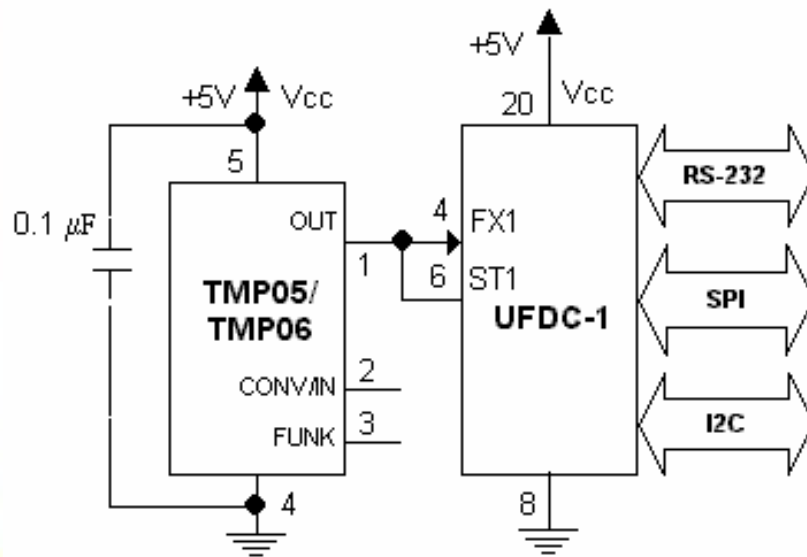 +5V
+5V Vcc
20 Vcc
5
RS-232
0.1 µF
OUT
4 FX1
1
6 ST1
TMP05/
TMP06
UFDC-1
SPI
CONV/IN 2
FUNK 3
I2C
4
8